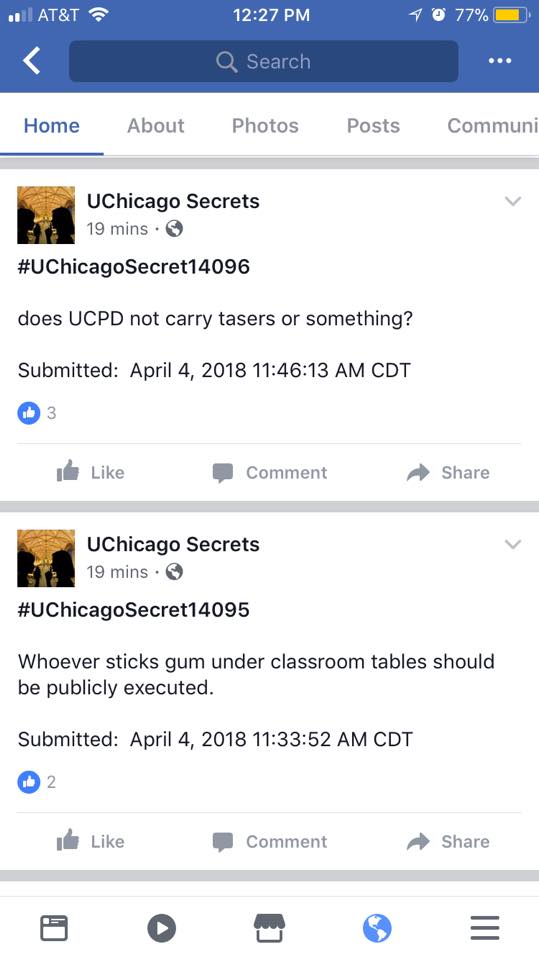 AT&T 12:27 PM 77%
Search
Home About Photos Posts Communi
UChicago Secrets
19 mins ·
#UChicagoSecret14096
does UCPD not carry tasers or something?
Submitted: April 4, 2018 11:46:13 AM CDT
3
Like Comment Share
UChicago Secrets
19 mins ·
#UChicagoSecret14095
Whoever sticks gum under classroom tables should
be publicly executed.
Submitted: April 4, 2018 11:33:52 AM CDT
2
Like Comment Share